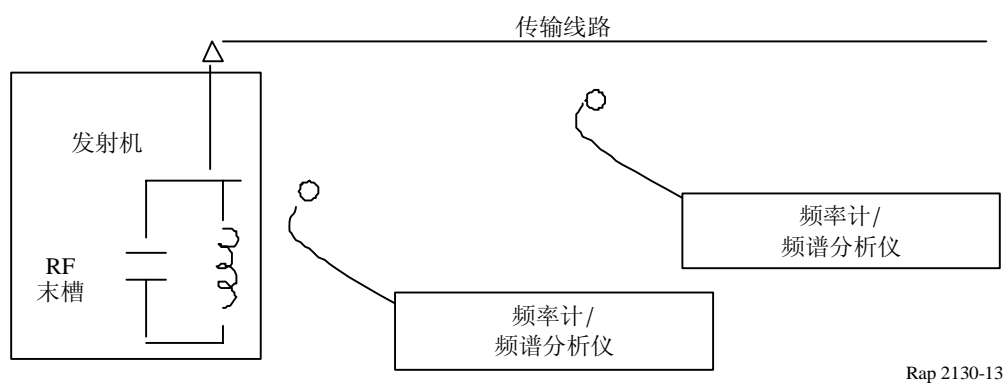 传输线路
发射机
RF
末槽
频率计/
频谱分析仪
频率计/
频谱分析仪
Rap 2130-13